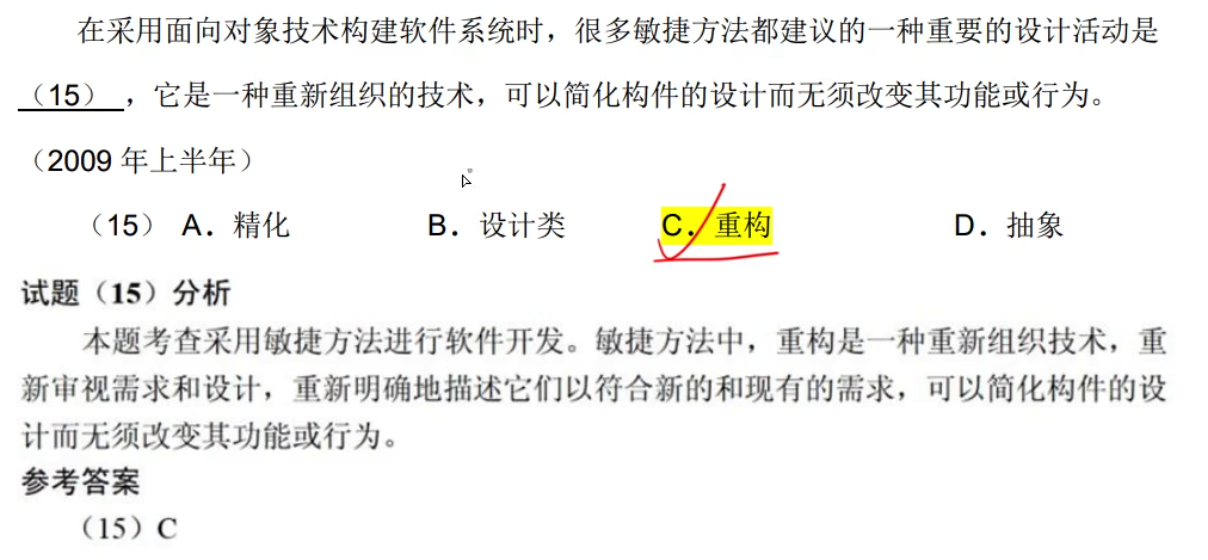 在采用面向对象技术构建软件系统时，很多敏捷方法都建议的一种重要的设计活动是
（15），它是一种重新组织的技术，可以简化构件的设计而无须改变其功能或行为。
（2009 年上半年）
（15） A．精化 B．设计类 C．重构 D．抽象
试题（15）分析
本题考查采用敏捷方法进行软件开发。敏捷方法中，重构是一种重新组织技术，重
新审视需求和设计，重新明确地描述它们以符合新的和现有的需求，可以简化构件的设
计而无须改变其功能或行为。
参考答案
（15）C